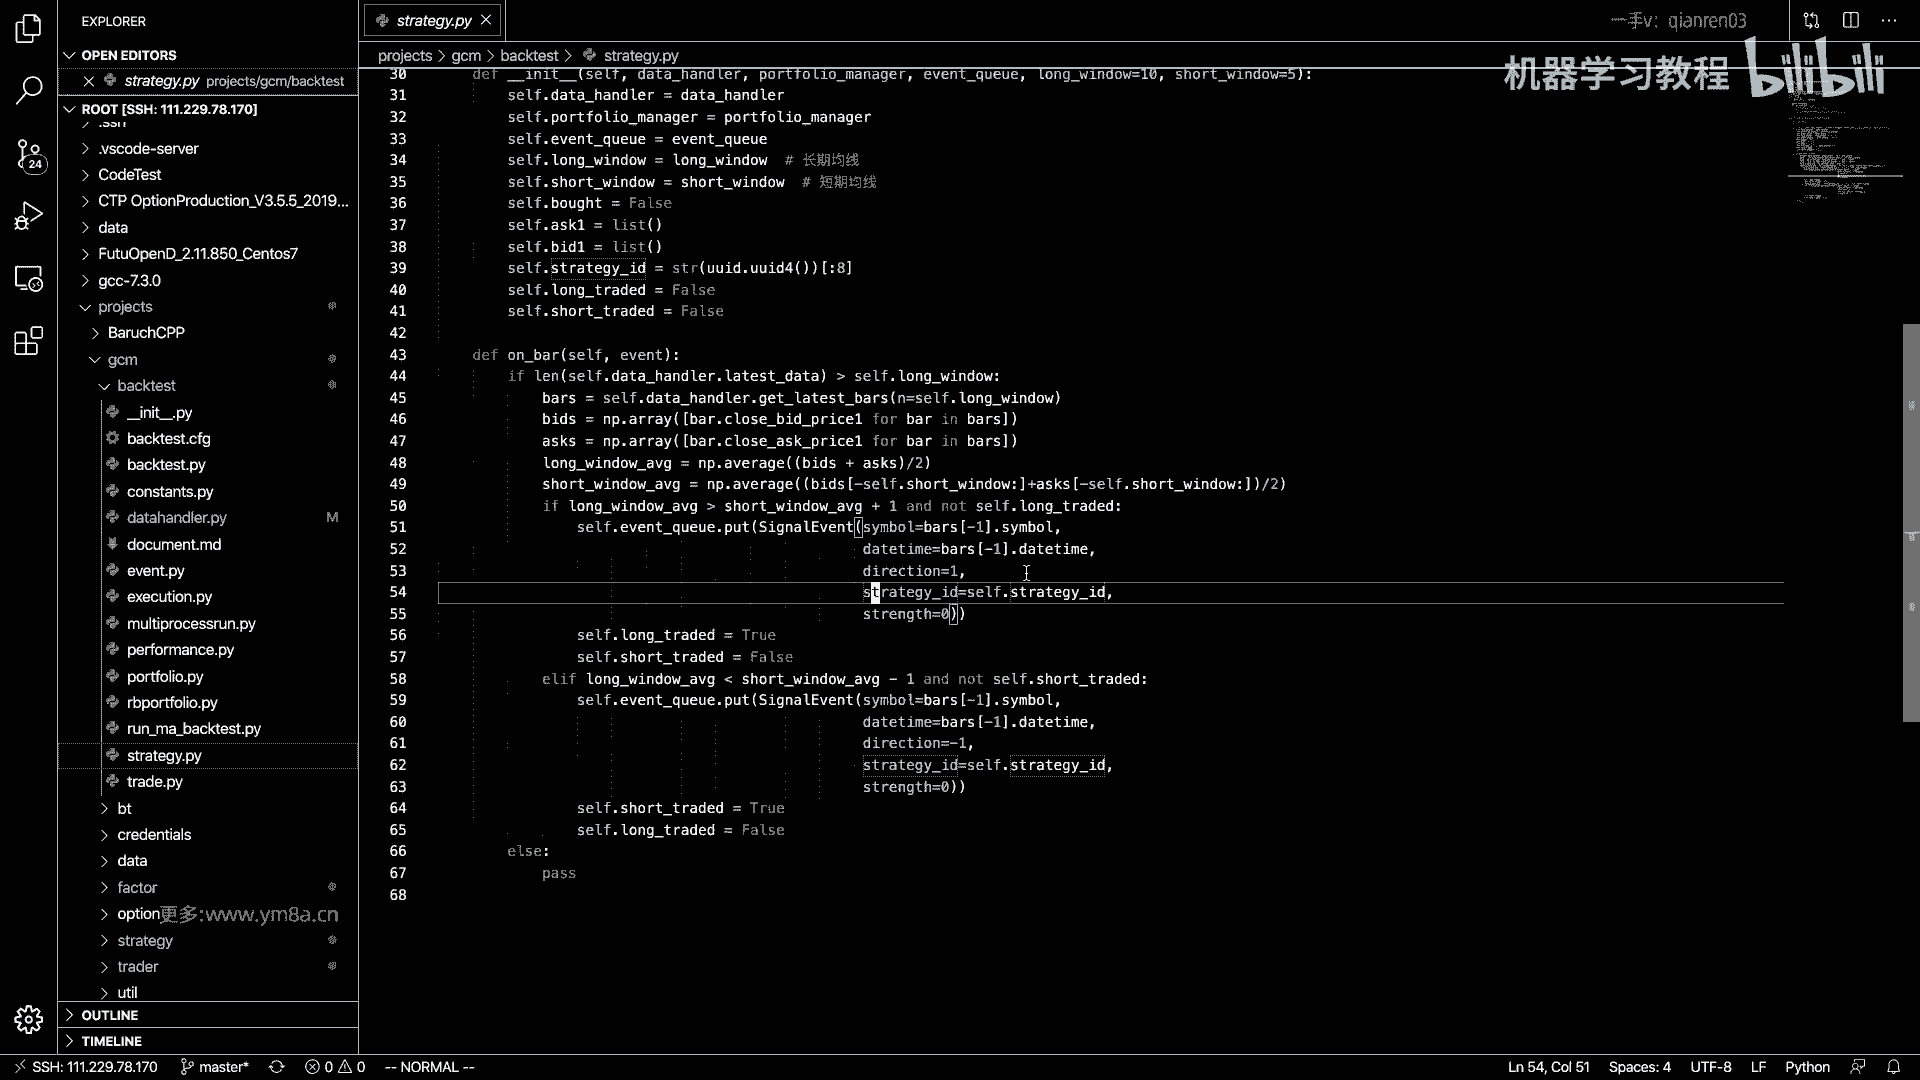 EXPLORER
OPEN EDITORS
strategy.py projects/gcm/backtest
ROOT [SSH: 111.229.78.170]
.ssh
.vscode-server
CodeTest
CTP OptionProduction_V3.5.5_2019...
data
FutuOpenD_2.11.850_Centos7
gcc-7.3.0
projects
BaruchCPP
gcm
backtest
__init__.py
backtest.cfg
backtest.py
constants.py
datahandler.py M
document.md
event.py
execution.py
multiprocessrun.py
performance.py
portfolio.py
rbportfolio.py
run_ma_backtest.py
strategy.py
trade.py
bt
credentials
data
factor
option
更多:www.ym8a.cn
strategy
trader
util
OUTLINE
TIMELINE
24
strategy.py
一手v: qianren03
机器学习教程 bilibili
projects > gcm > backtest > strategy.py
30 def __init__(self, data_handler, portfolio_manager, event_queue, long_window=10, short_window=5):
31 self.data_handler = data_handler
32 self.portfolio_manager = portfolio_manager
33 self.event_queue = event_queue
34 self.long_window = long_window # 长期均线
35 self.short_window = short_window # 短期均线
36 self.bought = False
37 self.ask1 = list()
38 self.bid1 = list()
39 self.strategy_id = str(uuid.uuid4())[:8]
40 self.long_traded = False
41 self.short_traded = False
42
43 def on_bar(self, event):
44 if len(self.data_handler.latest_data) > self.long_window:
45 bars = self.data_handler.get_latest_bars(n=self.long_window)
46 bids = np.array([bar.close_bid_price1 for bar in bars])
47 asks = np.array([bar.close_ask_price1 for bar in bars])
48 long_window_avg = np.average((bids + asks)/2)
49 short_window_avg = np.average((bids[-self.short_window:]+asks[-self.short_window:])/2)
50 if long_window_avg > short_window_avg + 1 and not self.long_traded:
51 self.event_queue.put(SignalEvent(symbol=bars[-1].symbol,
52 datetime=bars[-1].datetime,
53 direction=1,
54 strategy_id=self.strategy_id,
55 strength=0))
56 self.long_traded = True
57 self.short_traded = False
58 elif long_window_avg < short_window_avg - 1 and not self.short_traded:
59 self.event_queue.put(SignalEvent(symbol=bars[-1].symbol,
60 datetime=bars[-1].datetime,
61 direction=-1,
62 strategy_id=self.strategy_id,
63 strength=0))
64 self.short_traded = True
65 self.long_traded = False
66 else:
67 pass
68
SSH: 111.229.78.170 master* 0 0 -- NORMAL -- Ln 54, Col 51 Spaces: 4 UTF-8 LF Python